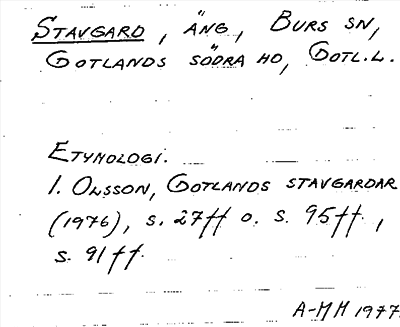 STAVGARD, ÄNG, BURS SN,
GOTLANDS SÖDRA HD, GOTL.L.
ETYMOLOGI.
I. OLSSON, GOTLANDS STAVGARDAR
(1976), s. 27ff o. s. 95ff.,
s. 91ff.
A-MH 1977